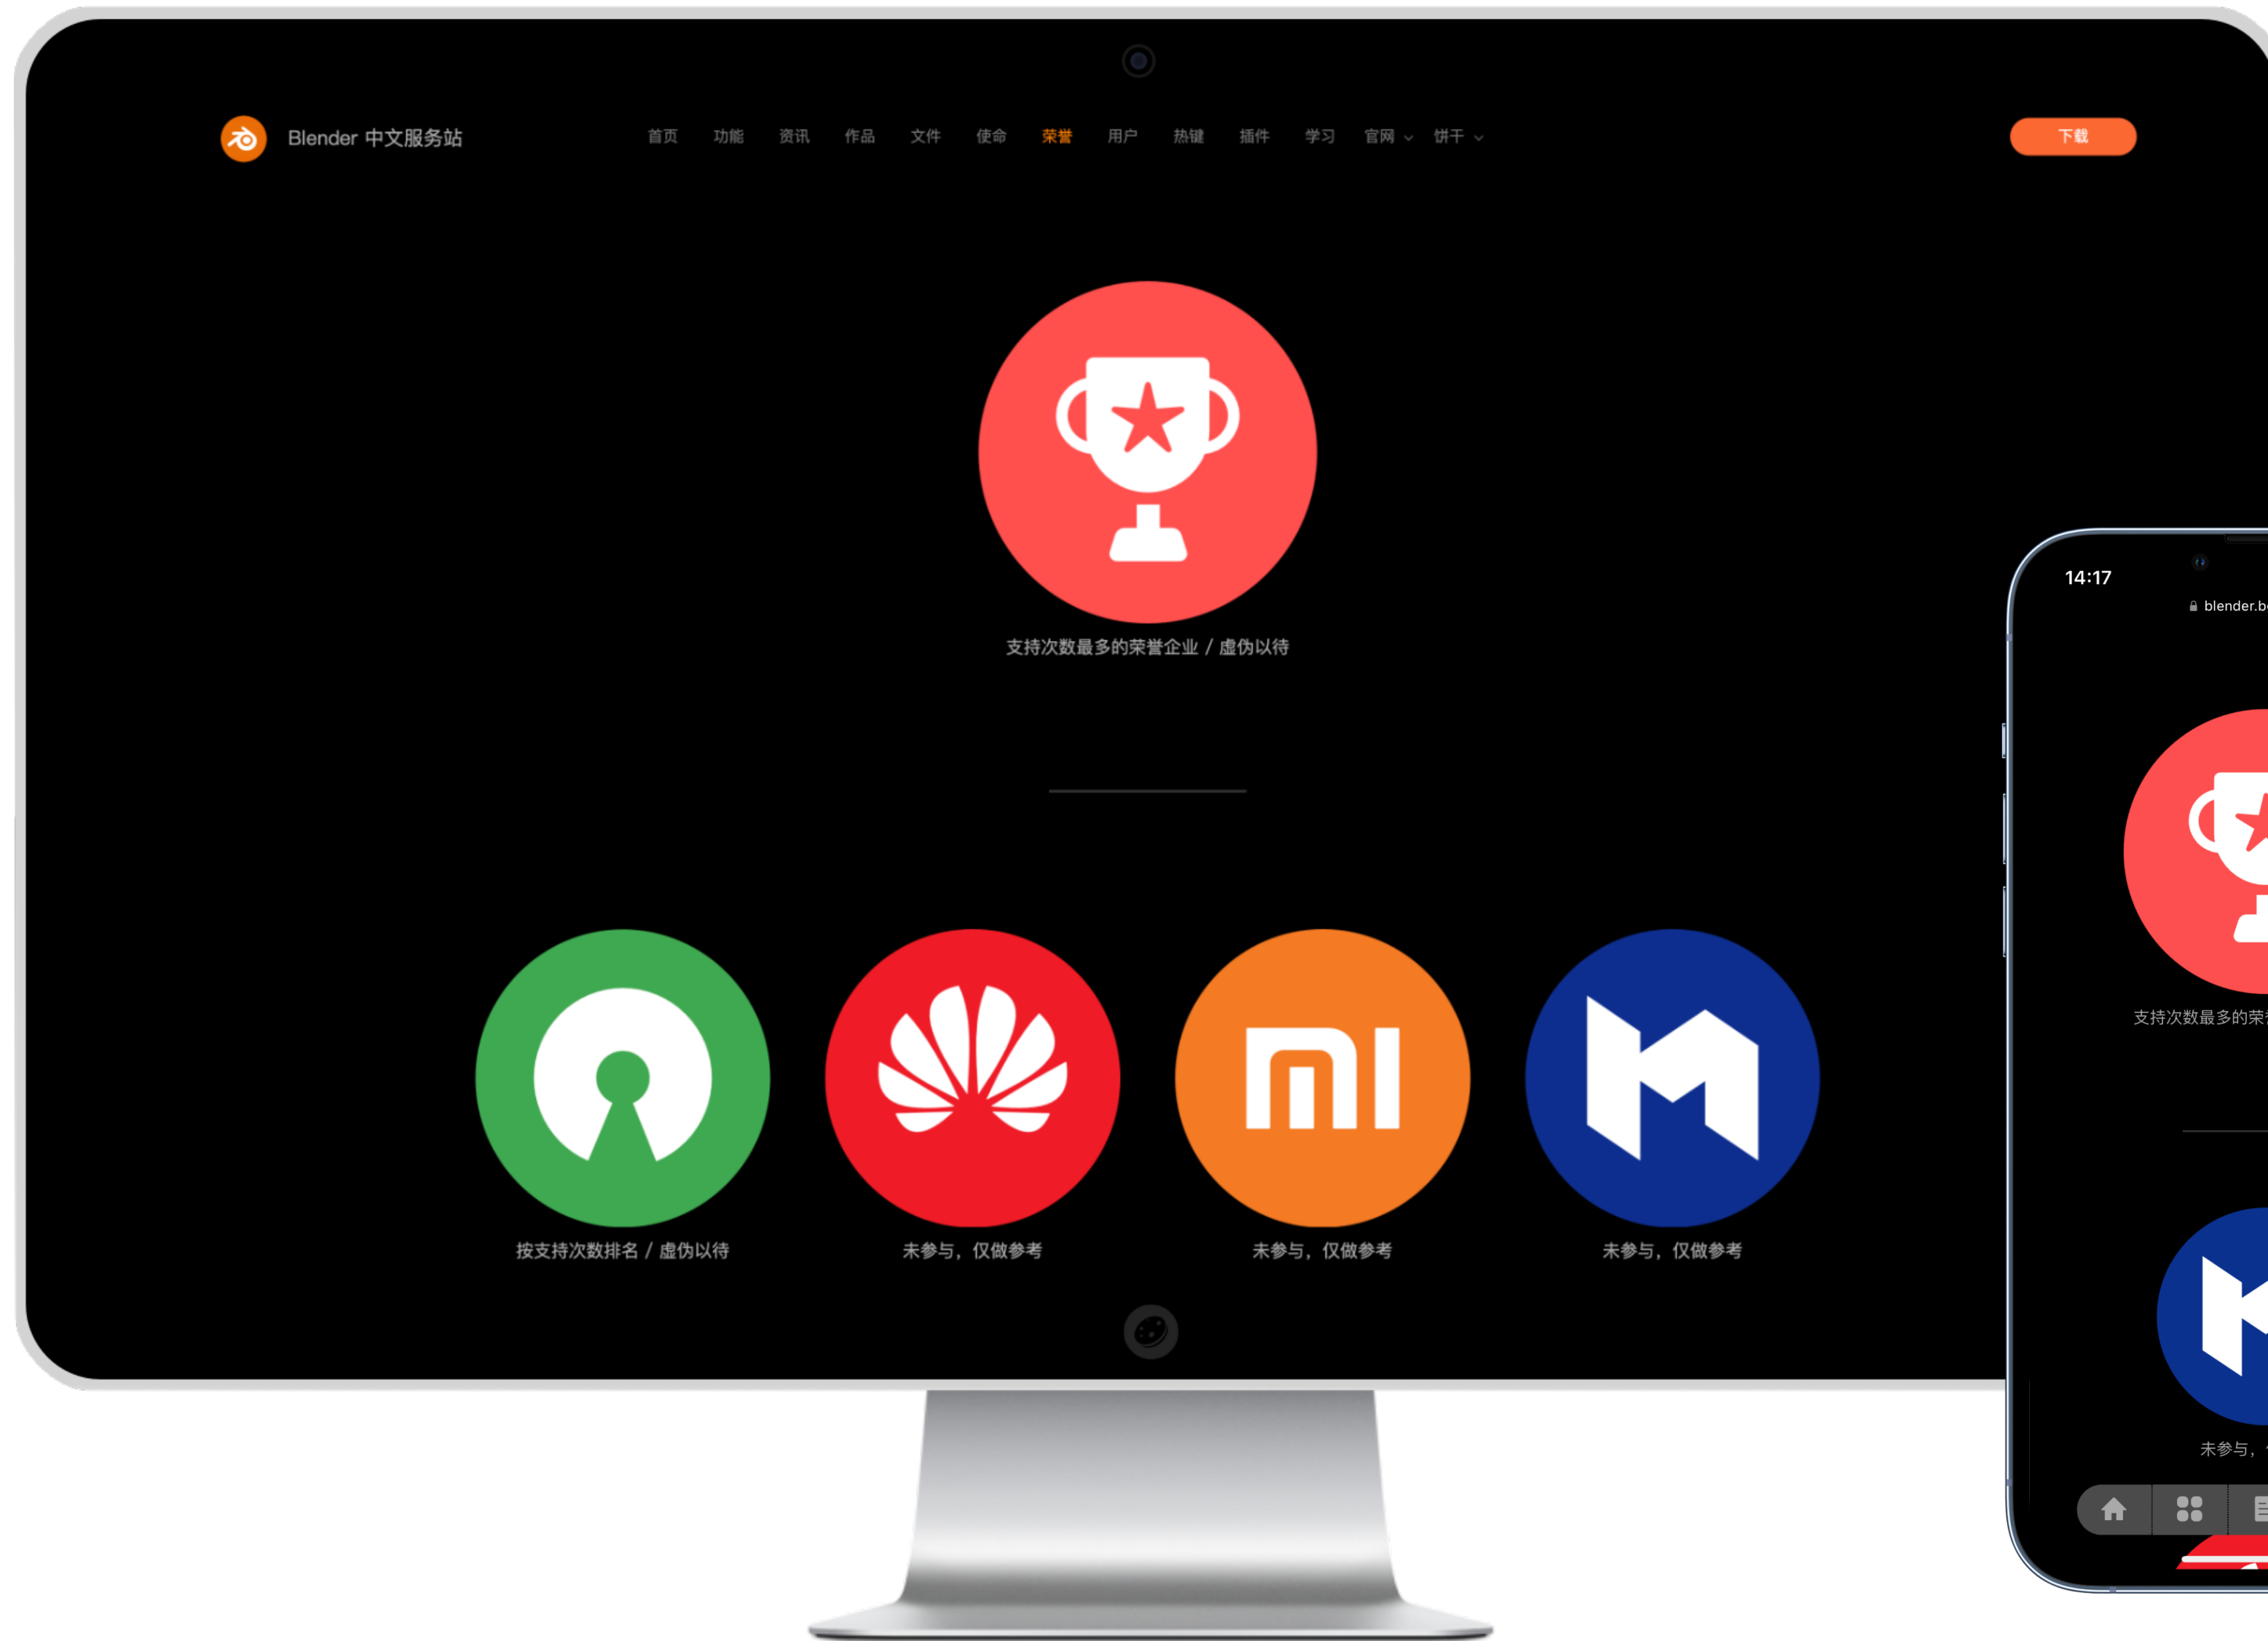 Blender 中文服务站
首页 功能 资讯 作品 文件 使命 荣誉 用户 热键 插件 学习 官网 饼干
下载
支持次数最多的荣誉企业 / 虚伪以待
按支持次数排名 / 虚伪以待
未参与，仅做参考
未参与，仅做参考
未参与，仅做参考
14:17
blender.b
支持次数最多的荣
未参与，